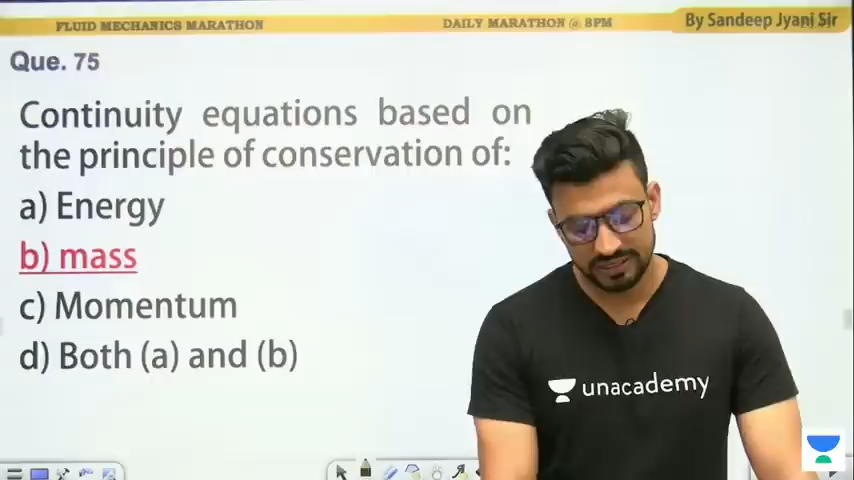 FLUID MECHANICS MARATHON
DAILY MARATHON @ 8PM
By Sandeep Jyani Sir
Que. 75
Continuity equations based on
the principle of conservation of:
a) Energy
b) mass
c) Momentum
d) Both (a) and (b)
unacademy